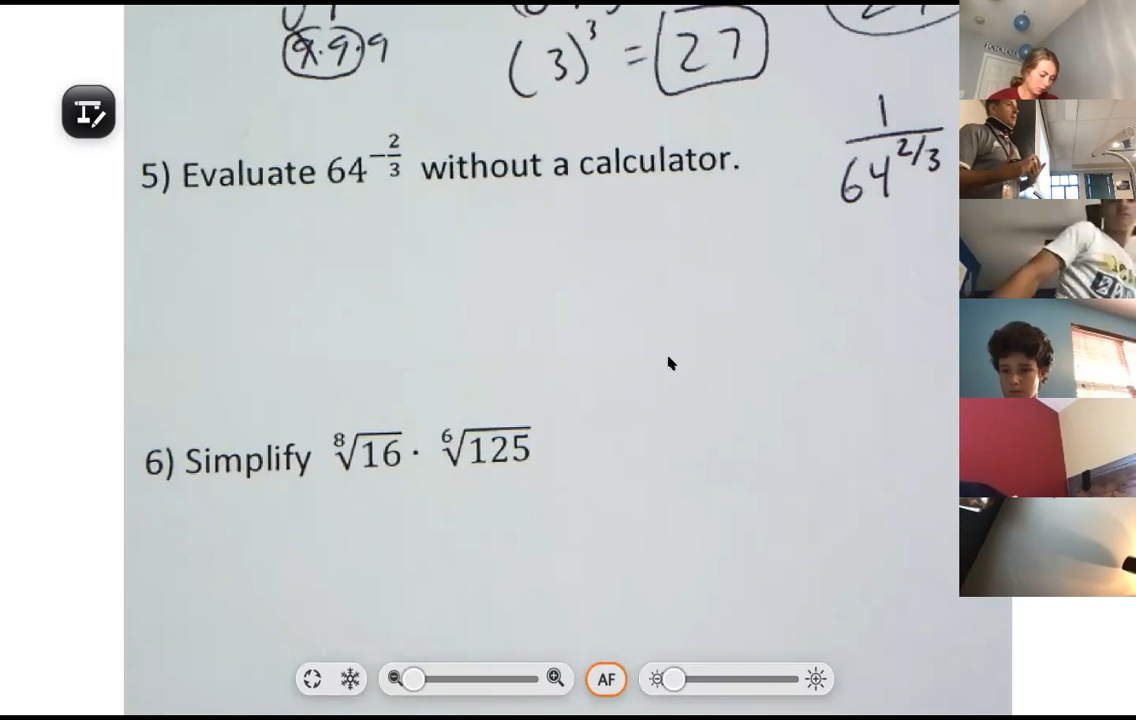 9·9·9
(3)³ = 27
5) Evaluate 64^(-2/3) without a calculator.
1
64^(2/3)
6) Simplify ⁸√16 · ⁶√125
AF